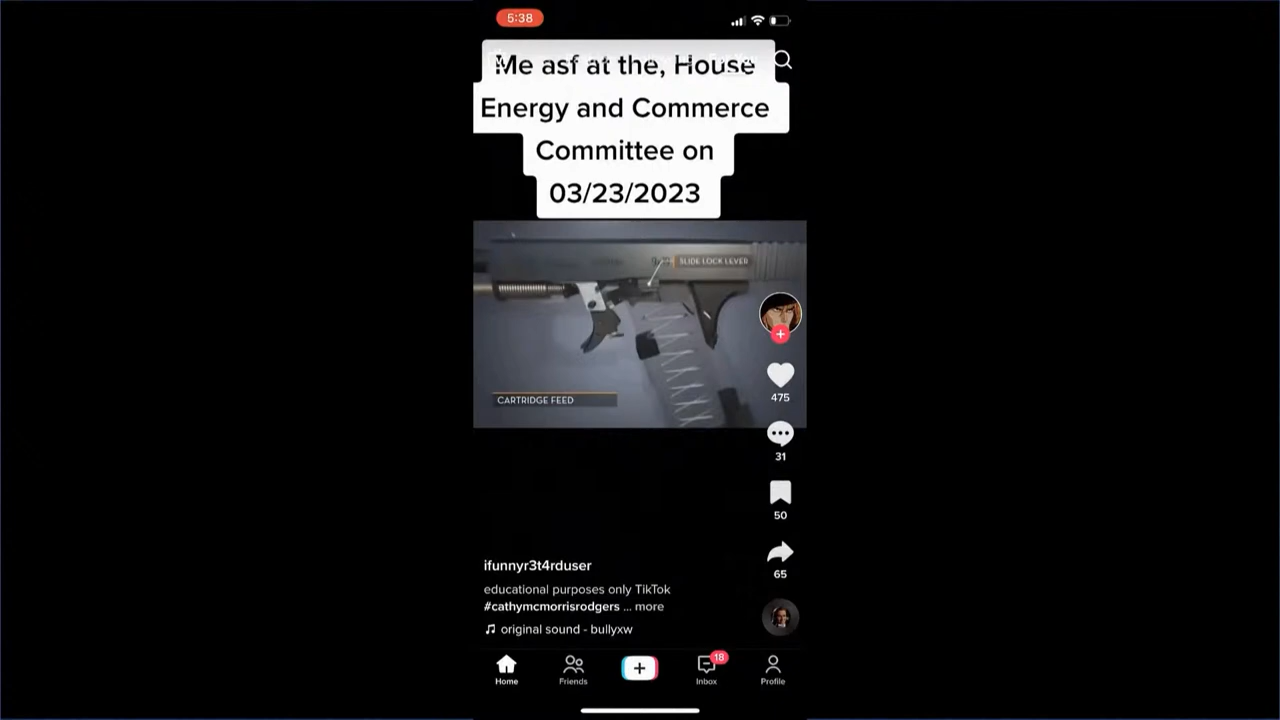 5:38
Me asf at the, House
Energy and Commerce
Committee on
03/23/2023
SLIDE LOCK LEVER
CARTRIDGE FEED
475
31
50
65
ifunnyr3t4rduser
educational purposes only TikTok
#cathymcmorrisrodgers ... more
original sound - bullyxw
Home
Friends
18
Inbox
Profile